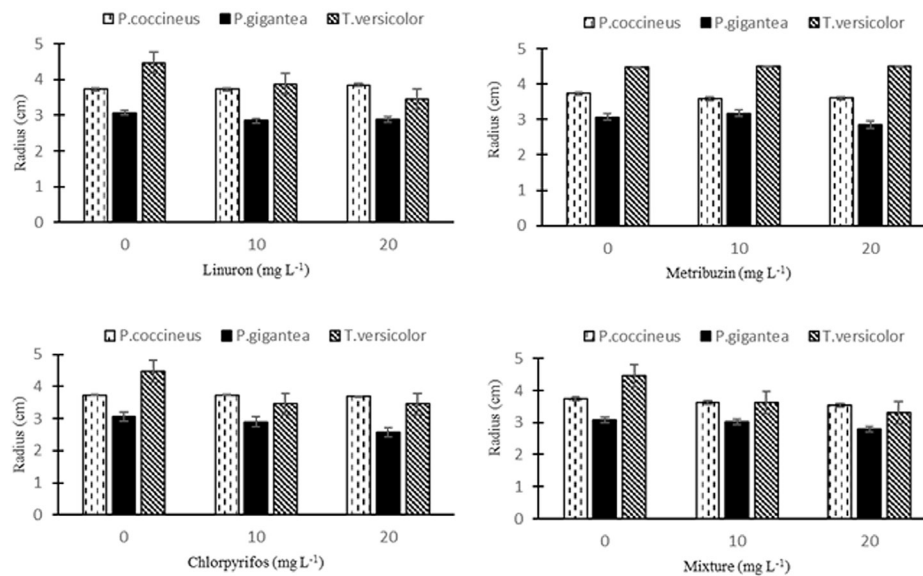 P.coccineus P.gigantea T.versicolor
5
4
3
2
1
0
Radius (cm)
0 10 20
Linuron (mg L⁻¹)
P.coccineus P.gigantea T.versicolor
5
4
3
2
1
0
Radius (cm)
0 10 20
Metribuzin (mg L⁻¹)
P.coccineus P.gigantea T.versicolor
5
4
3
2
1
0
Radius (cm)
0 10 20
Chlorpyrifos (mg L⁻¹)
P.coccineus P.gigantea T.versicolor
5
4
3
2
1
0
Radius (cm)
0 10 20
Mixture (mg L⁻¹)